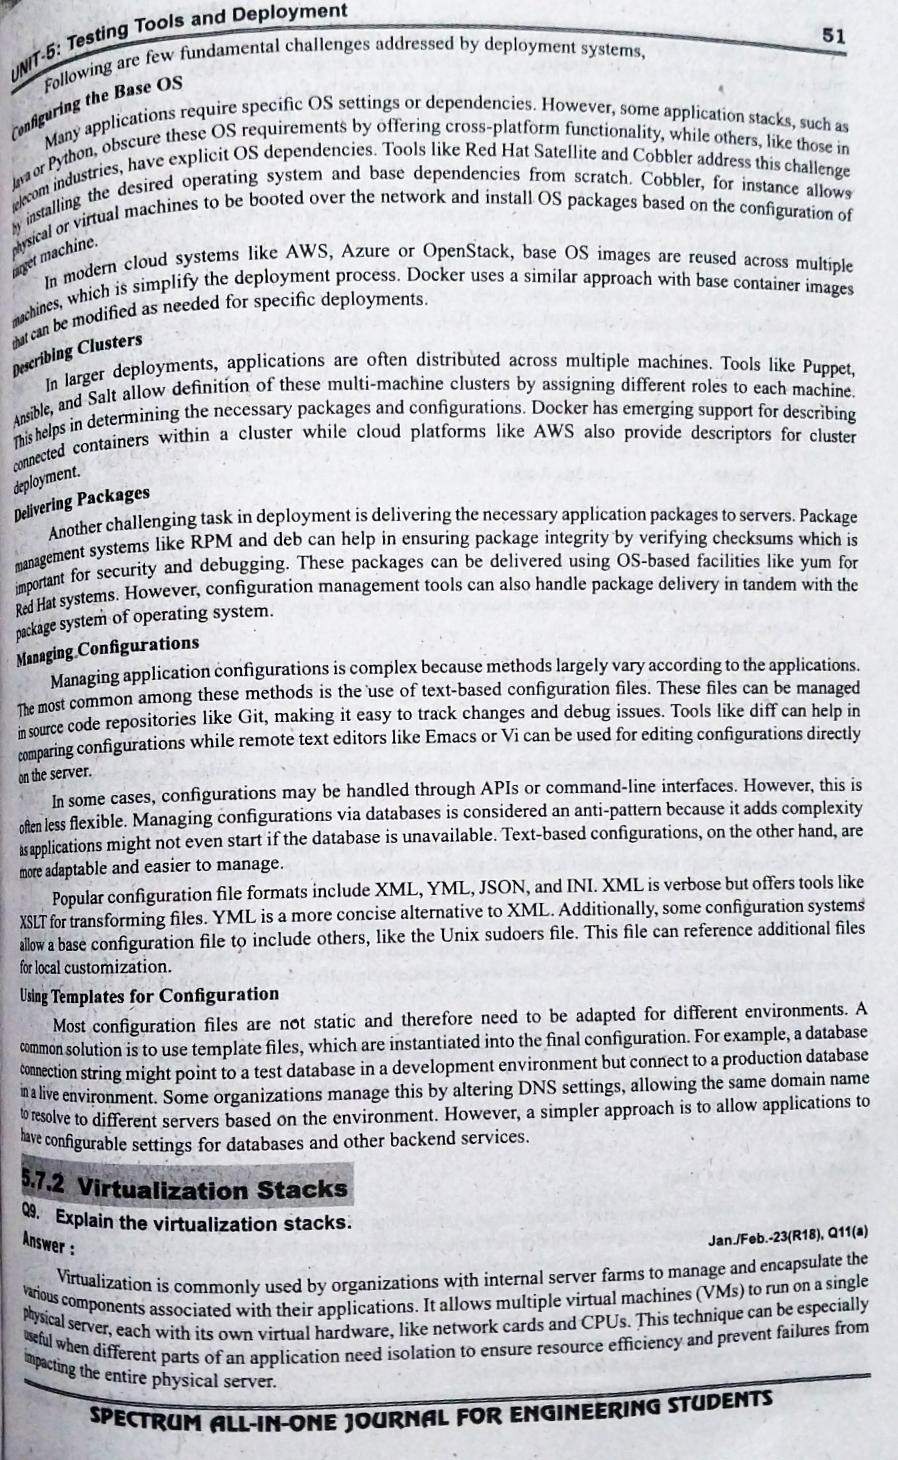 UNIT-5: Testing Tools and Deployment
51
Following are few fundamental challenges addressed by deployment systems,
Configuring the Base OS
Many applications require specific OS settings or dependencies. However, some application stacks, such as
Java or Python, obscure these OS requirements by offering cross-platform functionality, while others, like those in
telecom industries, have explicit OS dependencies. Tools like Red Hat Satellite and Cobbler address this challenge
by installing the desired operating system and base dependencies from scratch. Cobbler, for instance allows
physical or virtual machines to be booted over the network and install OS packages based on the configuration of
target machine.
In modern cloud systems like AWS, Azure or OpenStack, base OS images are reused across multiple
machines, which is simplify the deployment process. Docker uses a similar approach with base container images
that can be modified as needed for specific deployments.
Describing Clusters
In larger deployments, applications are often distributed across multiple machines. Tools like Puppet,
Ansible, and Salt allow definition of these multi-machine clusters by assigning different roles to each machine.
This helps in determining the necessary packages and configurations. Docker has emerging support for describing
connected containers within a cluster while cloud platforms like AWS also provide descriptors for cluster
deployment.
Delivering Packages
Another challenging task in deployment is delivering the necessary application packages to servers. Package
management systems like RPM and deb can help in ensuring package integrity by verifying checksums which is
important for security and debugging. These packages can be delivered using OS-based facilities like yum for
Red Hat systems. However, configuration management tools can also handle package delivery in tandem with the
package system of operating system.
Managing Configurations
Managing application configurations is complex because methods largely vary according to the applications.
The most common among these methods is the use of text-based configuration files. These files can be managed
in source code repositories like Git, making it easy to track changes and debug issues. Tools like diff can help in
comparing configurations while remote text editors like Emacs or Vi can be used for editing configurations directly
on the server.
In some cases, configurations may be handled through APIs or command-line interfaces. However, this is
often less flexible. Managing configurations via databases is considered an anti-pattern because it adds complexity
as applications might not even start if the database is unavailable. Text-based configurations, on the other hand, are
more adaptable and easier to manage.
Popular configuration file formats include XML, YML, JSON, and INI. XML is verbose but offers tools like
XSLT for transforming files. YML is a more concise alternative to XML. Additionally, some configuration systems
allow a base configuration file to include others, like the Unix sudoers file. This file can reference additional files
for local customization.
Using Templates for Configuration
Most configuration files are not static and therefore need to be adapted for different environments. A
common solution is to use template files, which are instantiated into the final configuration. For example, a database
connection string might point to a test database in a development environment but connect to a production database
in a live environment. Some organizations manage this by altering DNS settings, allowing the same domain name
to resolve to different servers based on the environment. However, a simpler approach is to allow applications to
have configurable settings for databases and other backend services.
5.7.2 Virtualization Stacks
Q9. Explain the virtualization stacks.
Answer :
Jan./Feb.-23(R18), Q11(a)
Virtualization is commonly used by organizations with internal server farms to manage and encapsulate the
various components associated with their applications. It allows multiple virtual machines (VMs) to run on a single
physical server, each with its own virtual hardware, like network cards and CPUs. This technique can be especially
useful when different parts of an application need isolation to ensure resource efficiency and prevent failures from
impacting the entire physical server.
SPECTRUM ALL-IN-ONE JOURNAL FOR ENGINEERING STUDENTS